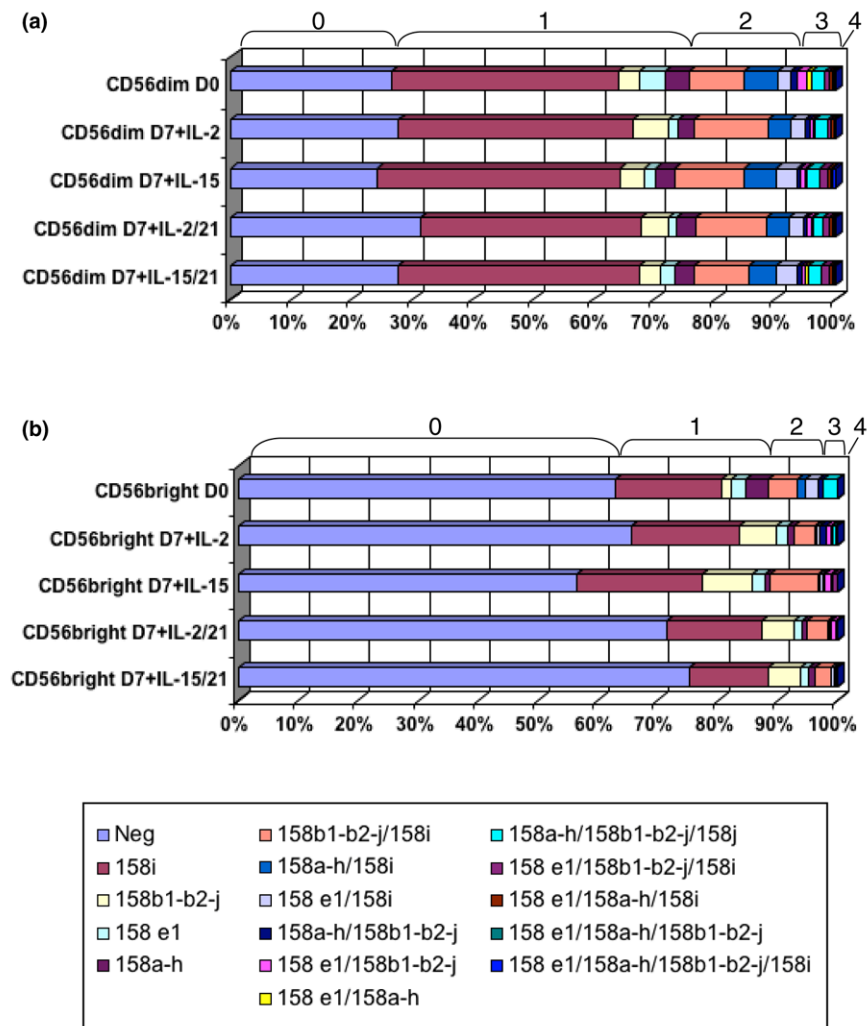 (a)
0 1 2 3 4
CD56dim D0
CD56dim D7+IL-2
CD56dim D7+IL-15
CD56dim D7+IL-2/21
CD56dim D7+IL-15/21
0% 10% 20% 30% 40% 50% 60% 70% 80% 90% 100%
(b)
0 1 2 3 4
CD56bright D0
CD56bright D7+IL-2
CD56bright D7+IL-15
CD56bright D7+IL-2/21
CD56bright D7+IL-15/21
0% 10% 20% 30% 40% 50% 60% 70% 80% 90% 100%
Neg
158i
158b1-b2-j
158 e1
158a-h
158b1-b2-j/158i
158a-h/158i
158 e1/158i
158a-h/158b1-b2-j
158 e1/158b1-b2-j
158 e1/158a-h
158a-h/158b1-b2-j/158j
158 e1/158b1-b2-j/158i
158 e1/158a-h/158i
158 e1/158a-h/158b1-b2-j
158 e1/158a-h/158b1-b2-j/158i